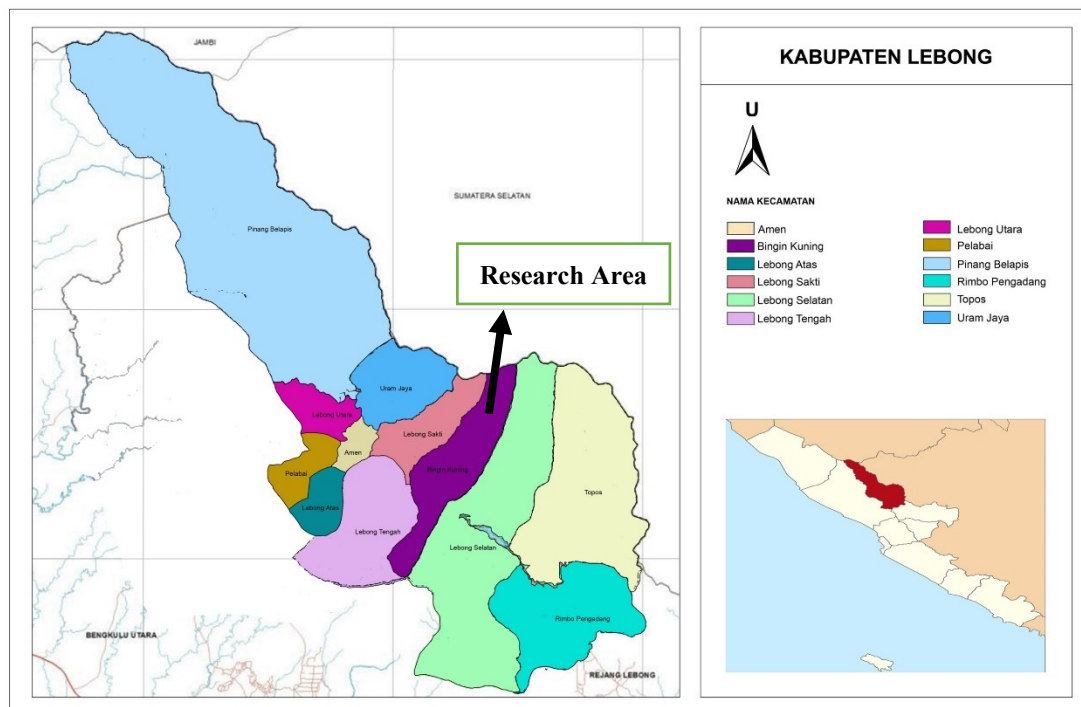 JAMBI
SUMATERA SELATAN
Pinang Belapis
Research Area
Uram Jaya
Lebong Utara
Lebong Sakti
Amen
Bingin Kuning
Pelabai
Topos
Lebong Atas
Lebong Tengah
Lebong Selatan
Rimbo Pengadang
BENGKULU UTARA
REJANG LEBONG
KABUPATEN LEBONG
U
NAMA KECAMATAN
Amen
Bingin Kuning
Lebong Atas
Lebong Sakti
Lebong Selatan
Lebong Tengah
Lebong Utara
Pelabai
Pinang Belapis
Rimbo Pengadang
Topos
Uram Jaya